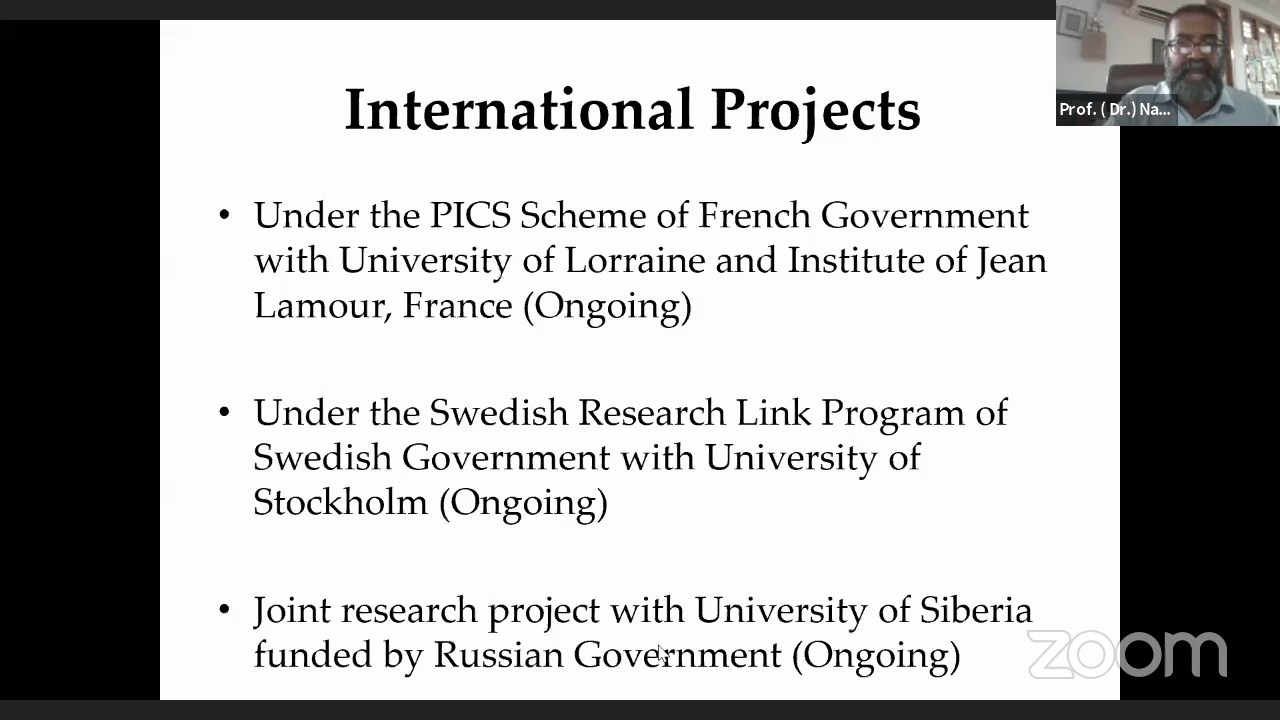 International Projects
Prof. (Dr.) Na...
• Under the PICS Scheme of French Government
with University of Lorraine and Institute of Jean
Lamour, France (Ongoing)
• Under the Swedish Research Link Program of
Swedish Government with University of
Stockholm (Ongoing)
• Joint research project with University of Siberia
funded by Russian Government (Ongoing)
zoom